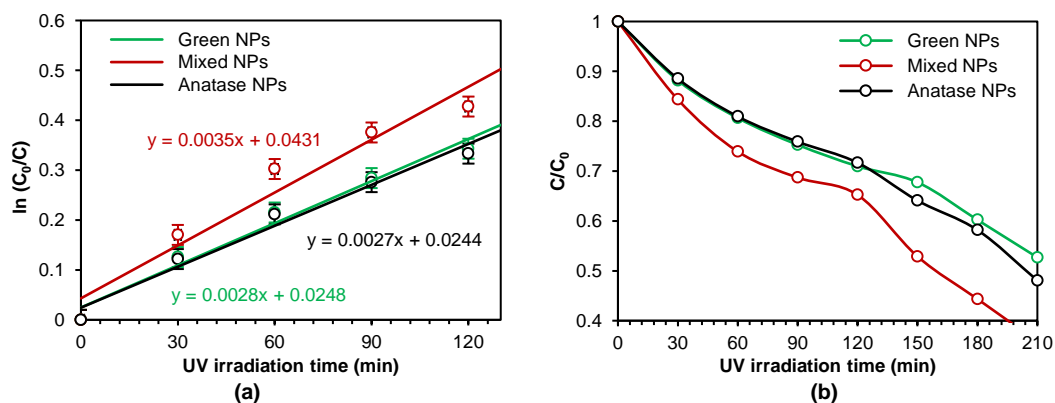 0.6
0.5
0.4
0.3
0.2
0.1
0
ln (C₀/C)
Green NPs
Mixed NPs
Anatase NPs
y = 0.0035x + 0.0431
y = 0.0027x + 0.0244
y = 0.0028x + 0.0248
0 30 60 90 120
UV irradiation time (min)
(a)
1
0.9
0.8
0.7
0.6
0.5
0.4
C/C₀
Green NPs
Mixed NPs
Anatase NPs
0 30 60 90 120 150 180 210
UV irradiation time (min)
(b)